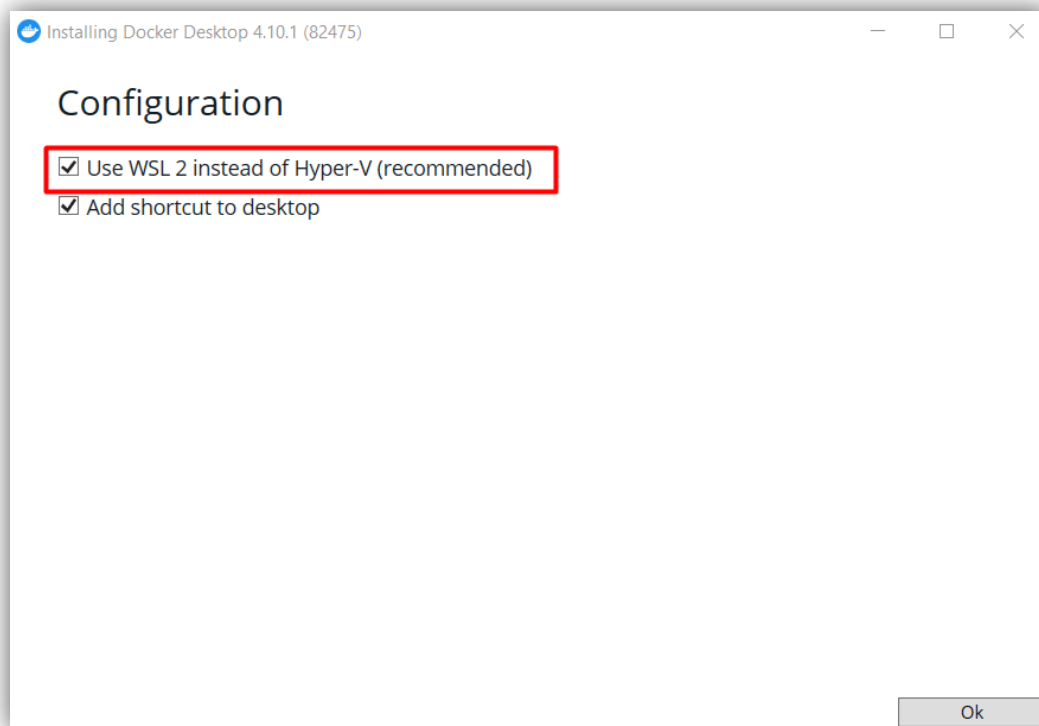 Installing Docker Desktop 4.10.1 (82475)
Configuration
Use WSL 2 instead of Hyper-V (recommended)
Add shortcut to desktop
Ok